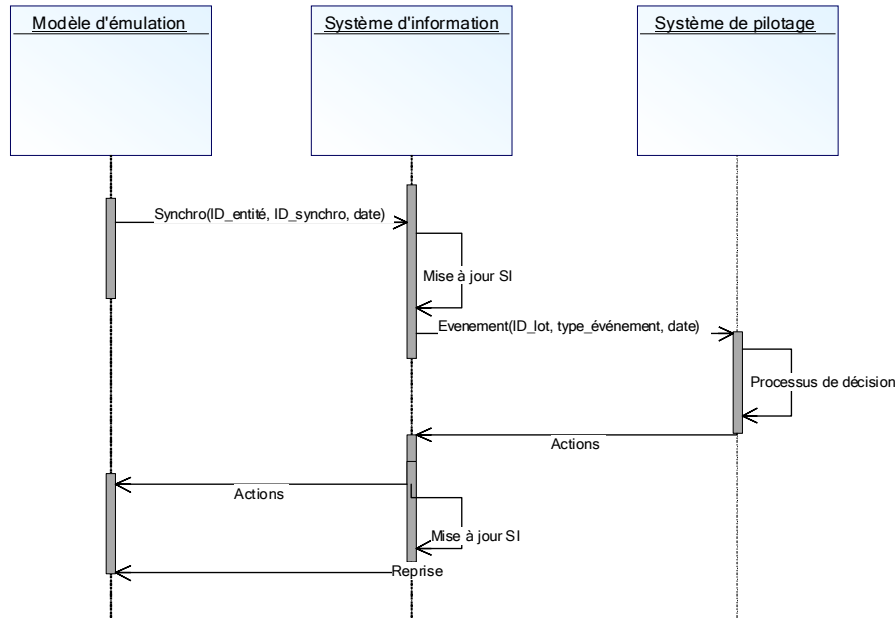 Modèle d'émulation
Système d'information
Système de pilotage
Synchro(ID_entité, ID_synchro, date)
Mise à jour SI
Evenement(ID_lot, type_événement, date)
Processus de décision
Actions
Actions
Mise à jour SI
Reprise